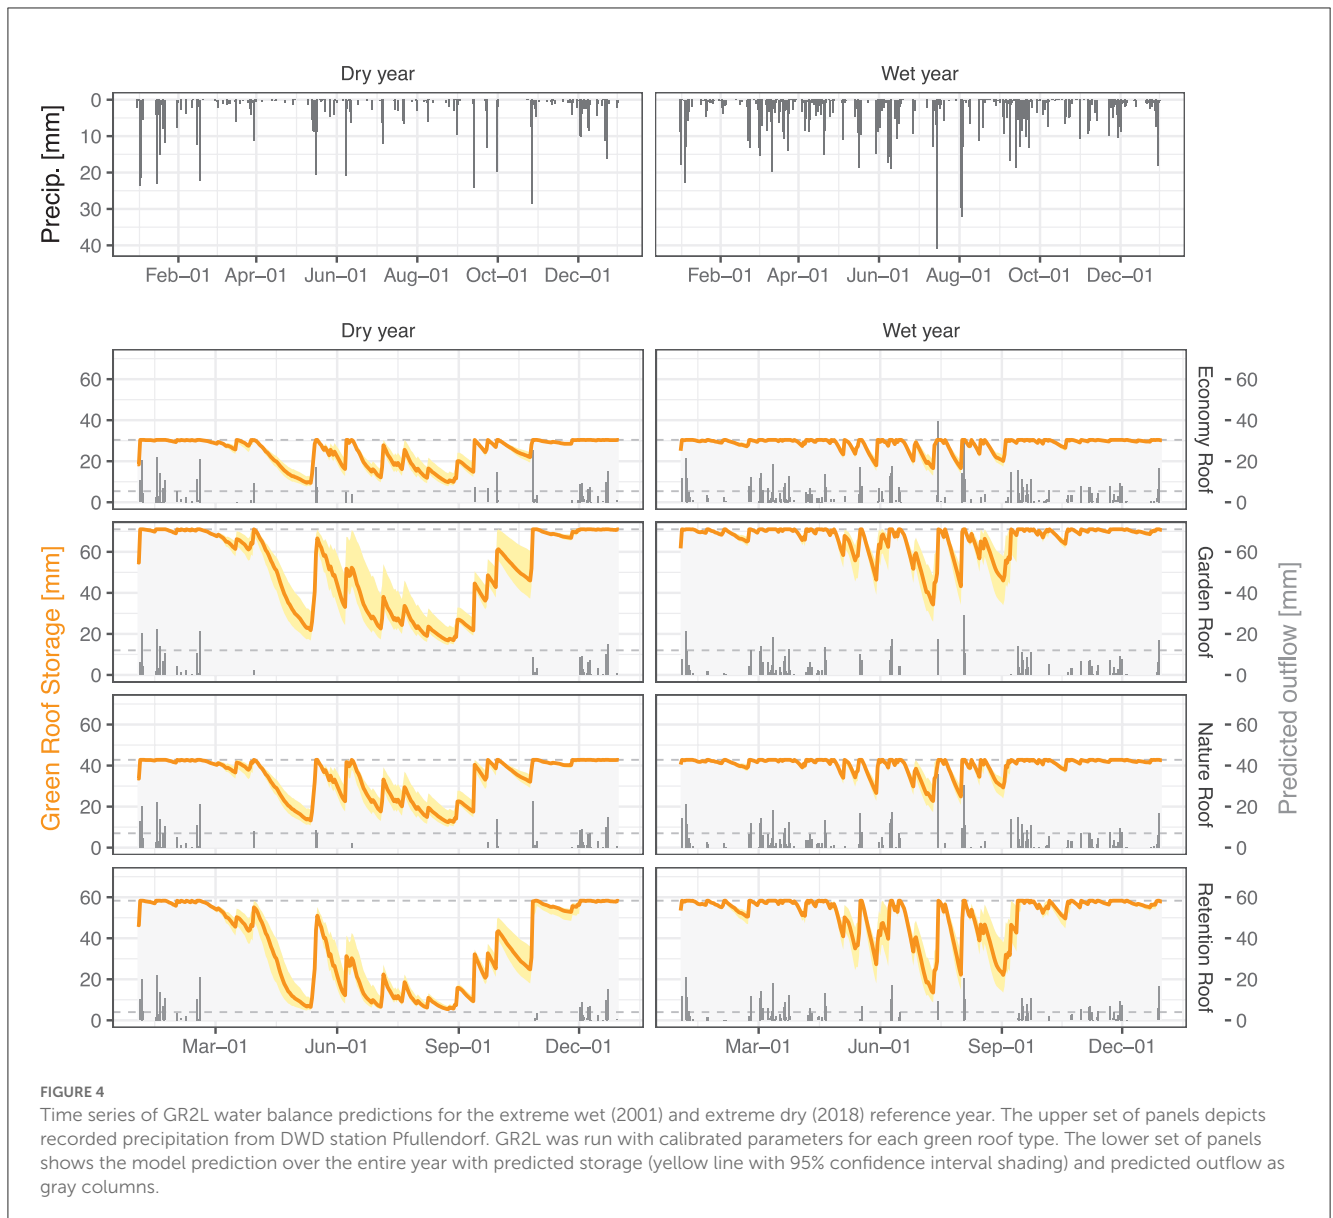 Dry year
Wet year
Precip. [mm]
0
10
20
30
40
Feb–01 Apr–01 Jun–01 Aug–01 Oct–01 Dec–01
Feb–01 Apr–01 Jun–01 Aug–01 Oct–01 Dec–01
Dry year
Wet year
Green Roof Storage [mm]
60
40
20
0
60
40
20
0
60
40
20
0
60
40
20
0
Economy Roof
Garden Roof
Nature Roof
Retention Roof
60
40
20
0
60
40
20
0
60
40
20
0
60
40
20
0
Predicted outflow [mm]
Mar–01 Jun–01 Sep–01 Dec–01
Mar–01 Jun–01 Sep–01 Dec–01
FIGURE 4
Time series of GR2L water balance predictions for the extreme wet (2001) and extreme dry (2018) reference year. The upper set of panels depicts
recorded precipitation from DWD station Pfullendorf. GR2L was run with calibrated parameters for each green roof type. The lower set of panels
shows the model prediction over the entire year with predicted storage (yellow line with 95% confidence interval shading) and predicted outflow as
gray columns.